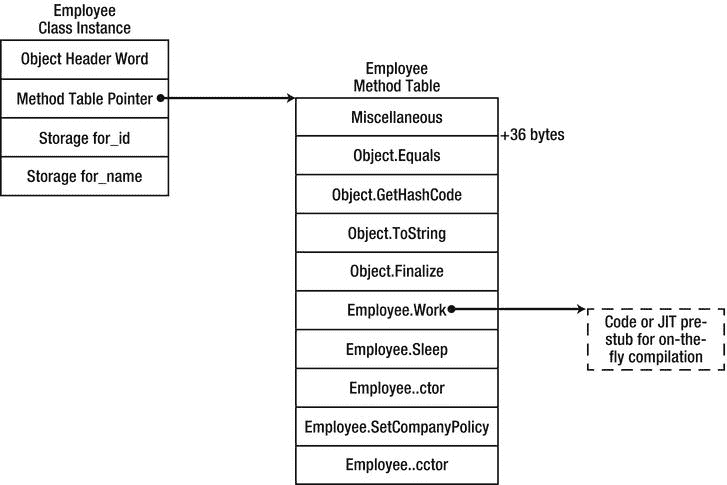 Employee
Class Instance
Object Header Word
Method Table Pointer
Storage for_id
Storage for_name
Employee
Method Table
Miscellaneous
+36 bytes
Object.Equals
Object.GetHashCode
Object.ToString
Object.Finalize
Employee.Work
Employee.Sleep
Employee..ctor
Employee.SetCompanyPolicy
Employee..cctor
Code or JIT pre-
stub for on-the-
fly compilation